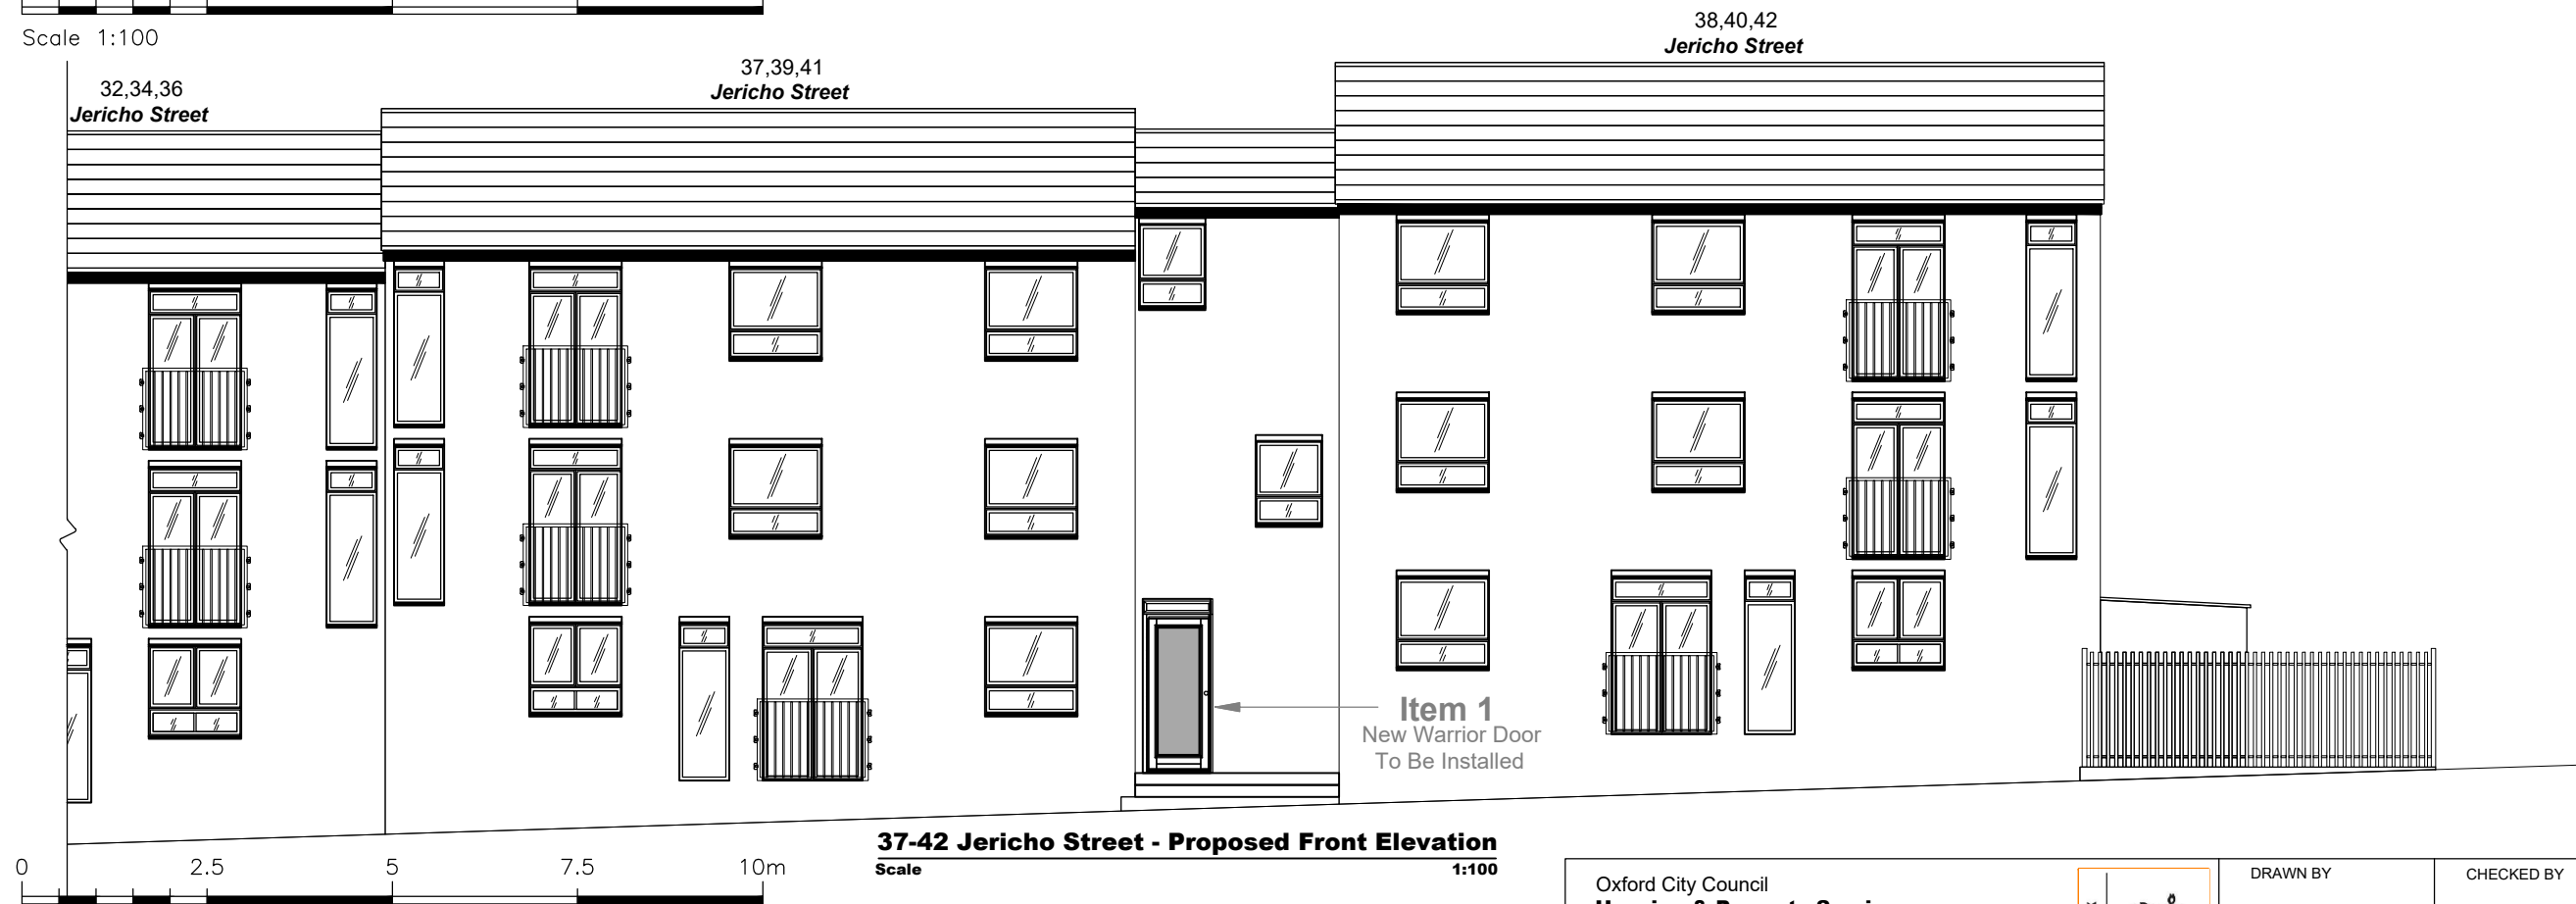 Scale 1:100
38,40,42
Jericho Street
37,39,41
Jericho Street
32,34,36
Jericho Street
Item 1
New Warrior Door
To Be Installed
37-42 Jericho Street - Proposed Front Elevation
Scale 1:100
0 2.5 5 7.5 10m
Oxford City Council
DRAWN BY
CHECKED BY